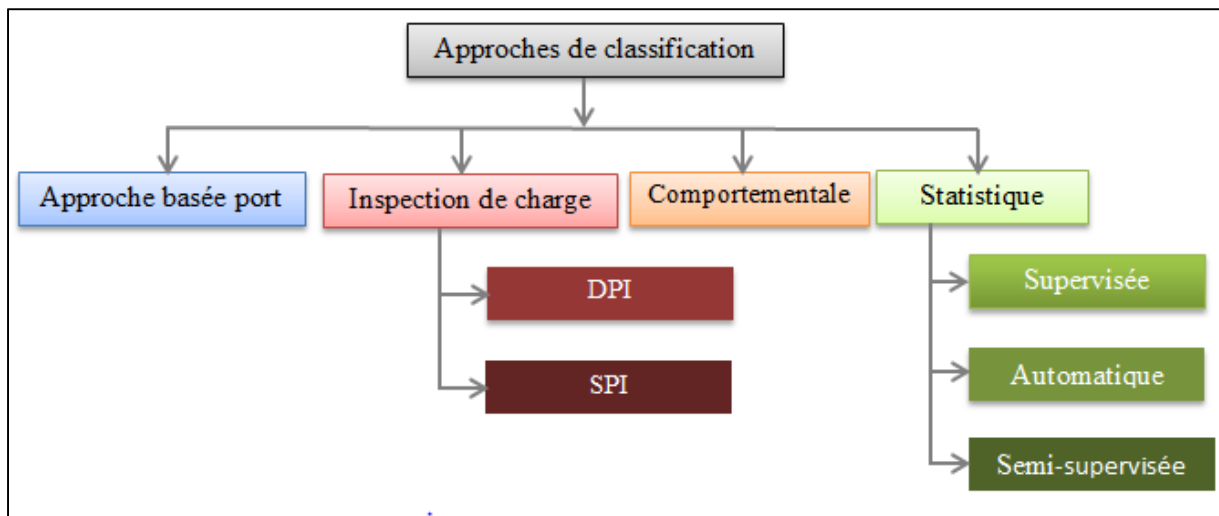 Approches de classification
Approche basée port
Inspection de charge
Comportementale
Statistique
DPI
SPI
Supervisée
Automatique
Semi-supervisée